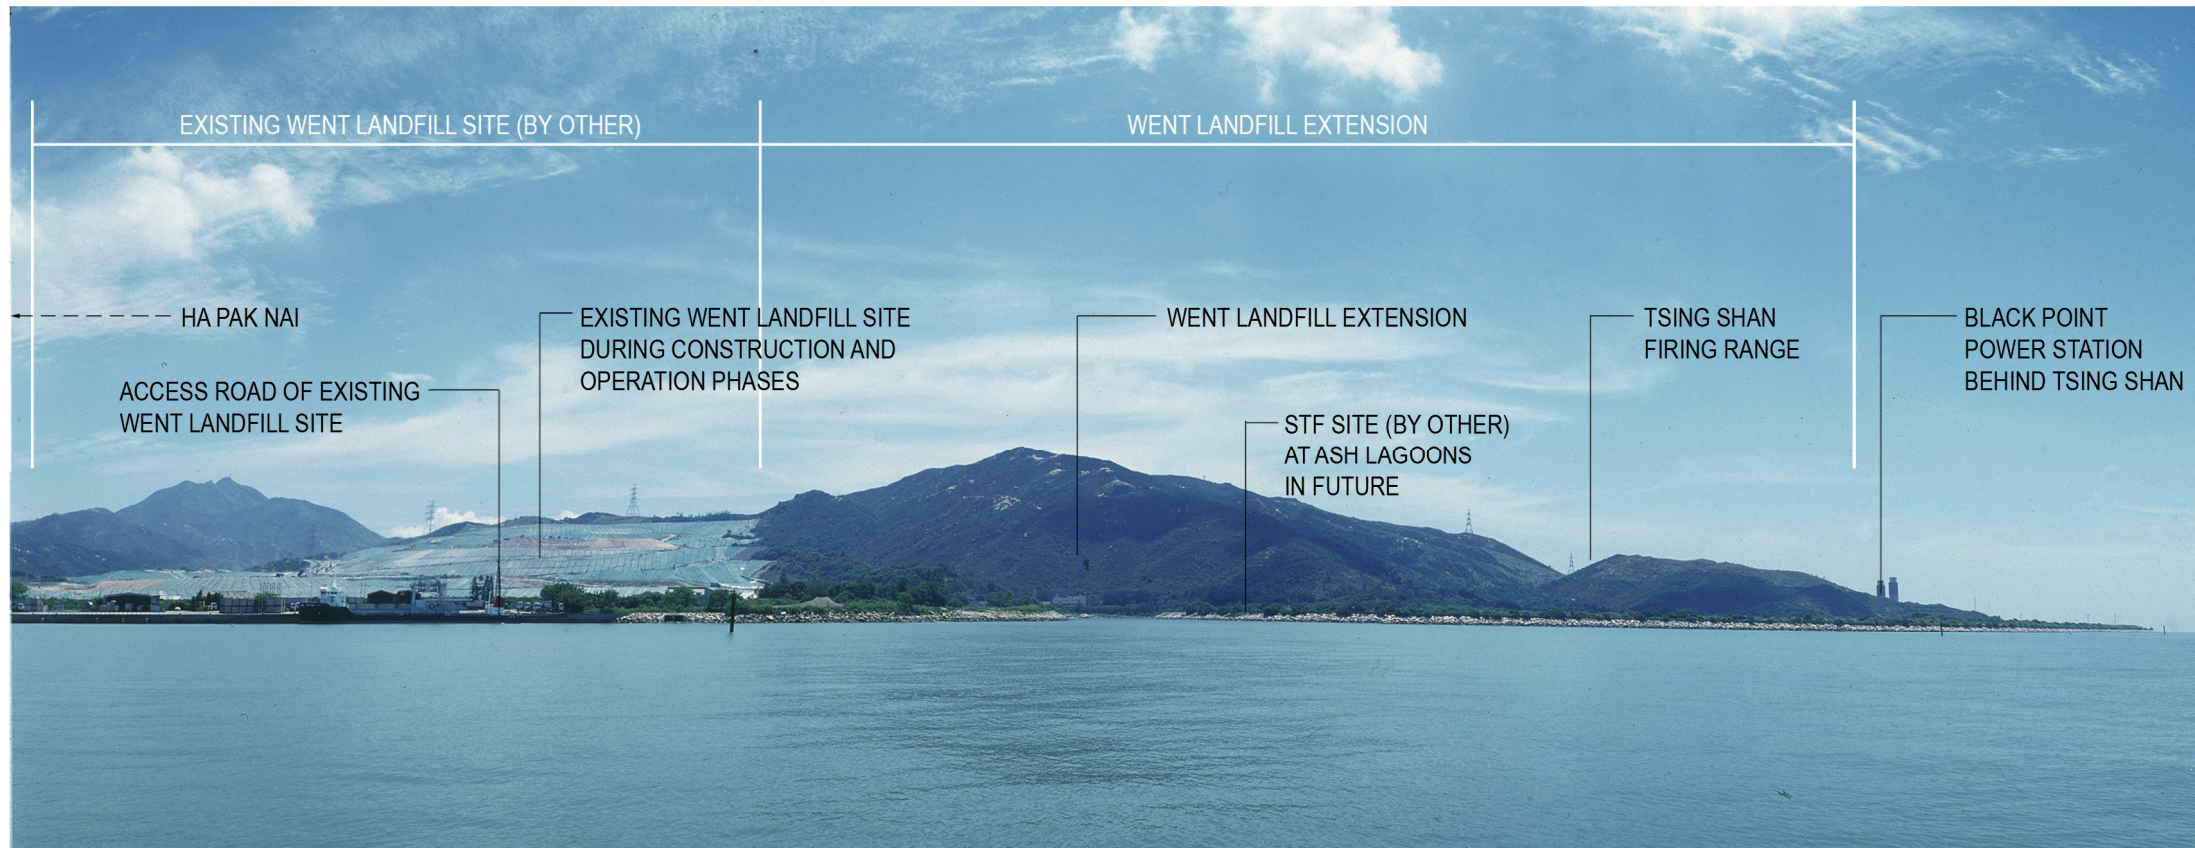 EXISTING WENT LANDFILL SITE (BY OTHER)
WENT LANDFILL EXTENSION
HA PAK NAI
ACCESS ROAD OF EXISTING
WENT LANDFILL SITE
EXISTING WENT LANDFILL SITE
DURING CONSTRUCTION AND
OPERATION PHASES
WENT LANDFILL EXTENSION
STF SITE (BY OTHER)
AT ASH LAGOONS
IN FUTURE
TSING SHAN
FIRING RANGE
BLACK POINT
POWER STATION
BEHIND TSING SHAN